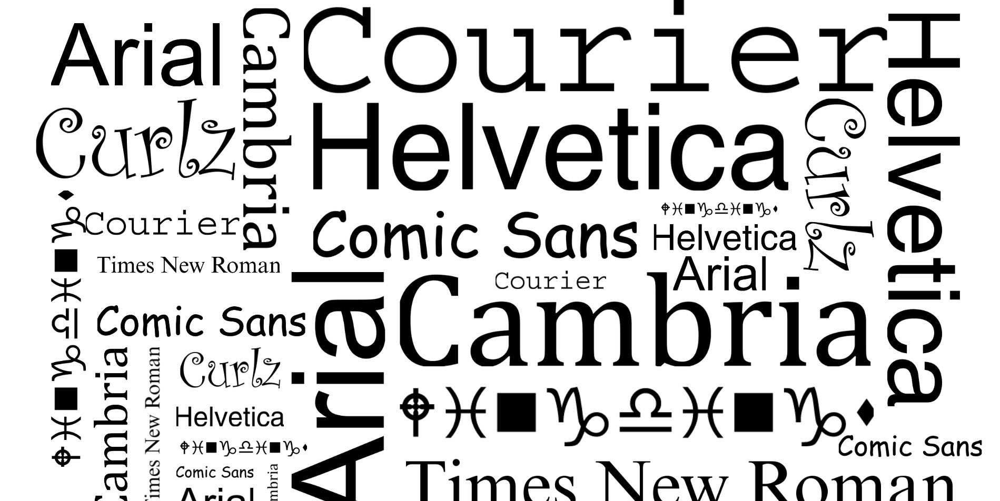 Arial
Cambria
Courier
Helvetica
Curlz
Helvetica
Curlz
🕈♓■♑♎♓■♑⬧
Courier
Comic Sans
🕈♓■♑♎♓■♑⬧
Helvetica
Times New Roman
Arial
Courier
Arial
Cambria
Comic Sans
Cambria
Times New Roman
Curlz
🕈♓■♑♎♓■♑⬧
Helvetica
🕈♓■♑♎♓■♑⬧
Comic Sans
Comic Sans
mbria
Times New Roman
Arial